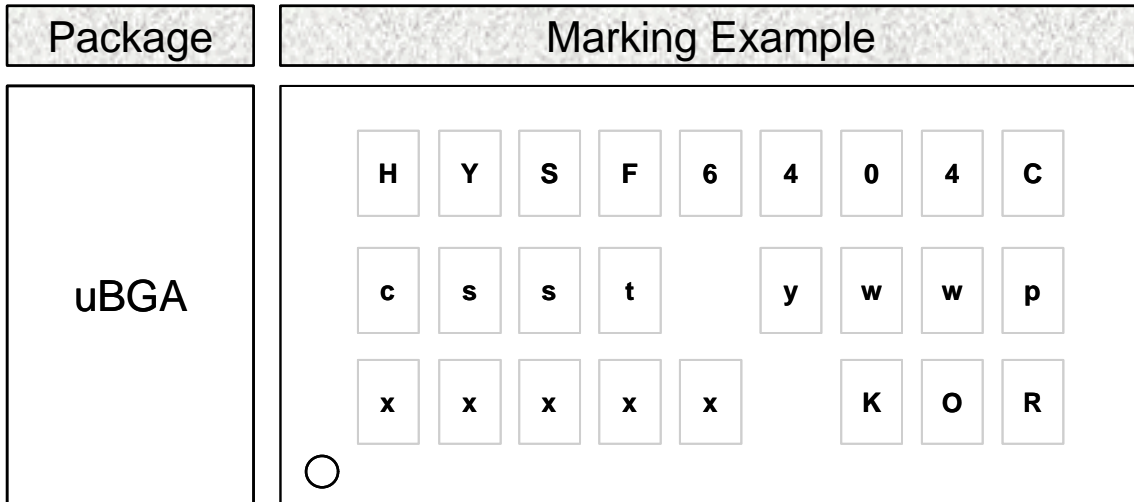 Package Marking Example
uBGA
H Y S F 6 4 0 4 C
c s s t y w w p
x x x x x K O R